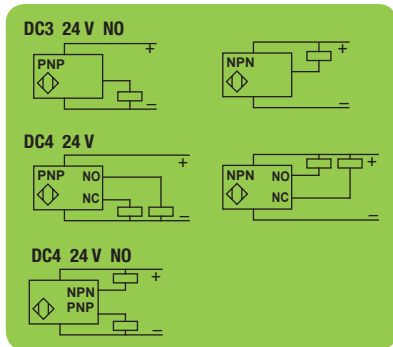 DC3 24 V NO
+
PNP
–
+
NPN
–
DC4 24 V
+
PNP NO
NC
–
+
NPN NO
NC
–
DC4 24 V NO
+
NPN
PNP
–